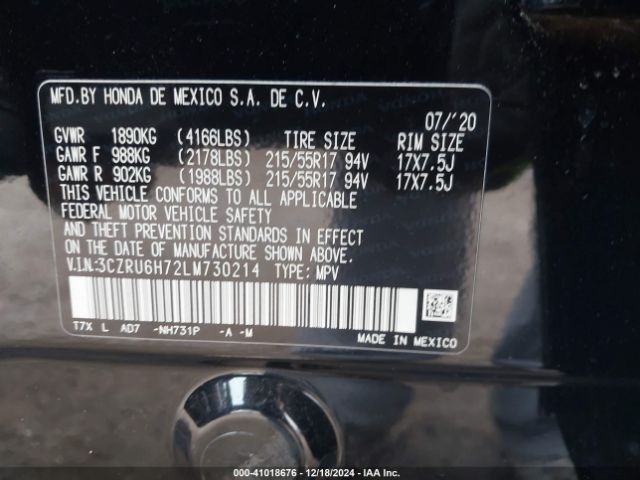 MFD.BY HONDA DE MEXICO S.A. DE C.V.
07/'20
GVWR 1890KG (4166LBS) TIRE SIZE RIM SIZE
GAWR F 988KG (2178LBS) 215/55R17 94V 17X7.5J
GAWR R 902KG (1988LBS) 215/55R17 94V 17X7.5J
THIS VEHICLE CONFORMS TO ALL APPLICABLE
FEDERAL MOTOR VEHICLE SAFETY
AND THEFT PREVENTION STANDARDS IN EFFECT
ON THE DATE OF MANUFACTURE SHOWN ABOVE.
V.I.N:3CZRU6H72LM730214 TYPE: MPV
T7X L AD7 -NH731P -A -M
MADE IN MEXICO
000-41018676 - 12/18/2024 - IAA Inc.